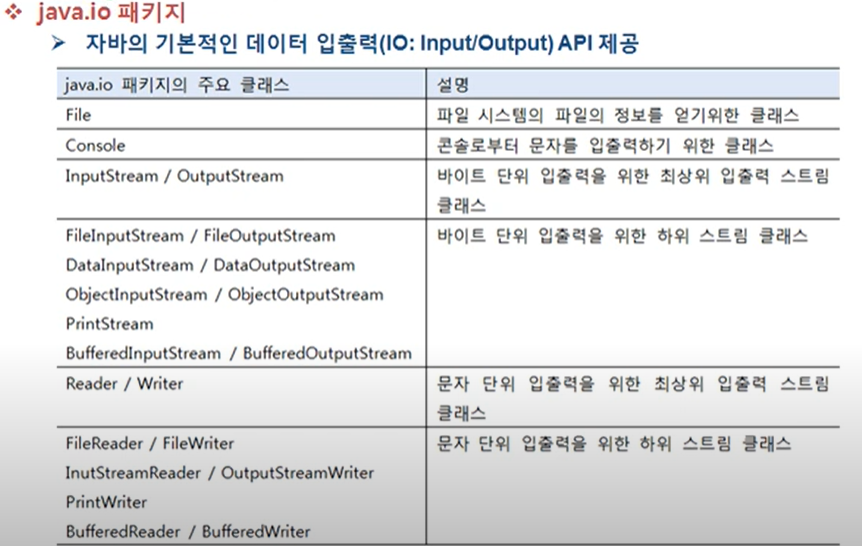 ❖ java.io 패키지
➢ 자바의 기본적인 데이터 입출력(IO: Input/Output) API 제공
java.io 패키지의 주요 클래스 설명
File 파일 시스템의 파일의 정보를 얻기위한 클래스
Console 콘솔로부터 문자를 입출력하기 위한 클래스
InputStream / OutputStream 바이트 단위 입출력을 위한 최상위 입출력 스트림
클래스
FileInputStream / FileOutputStream 바이트 단위 입출력을 위한 하위 스트림 클래스
DataInputStream / DataOutputStream
ObjectInputStream / ObjectOutputStream
PrintStream
BufferedInputStream / BufferedOutputStream
Reader / Writer 문자 단위 입출력을 위한 최상위 입출력 스트림
클래스
FileReader / FileWriter 문자 단위 입출력을 위한 하위 스트림 클래스
InutStreamReader / OutputStreamWriter
PrintWriter
BufferedReader / BufferedWriter